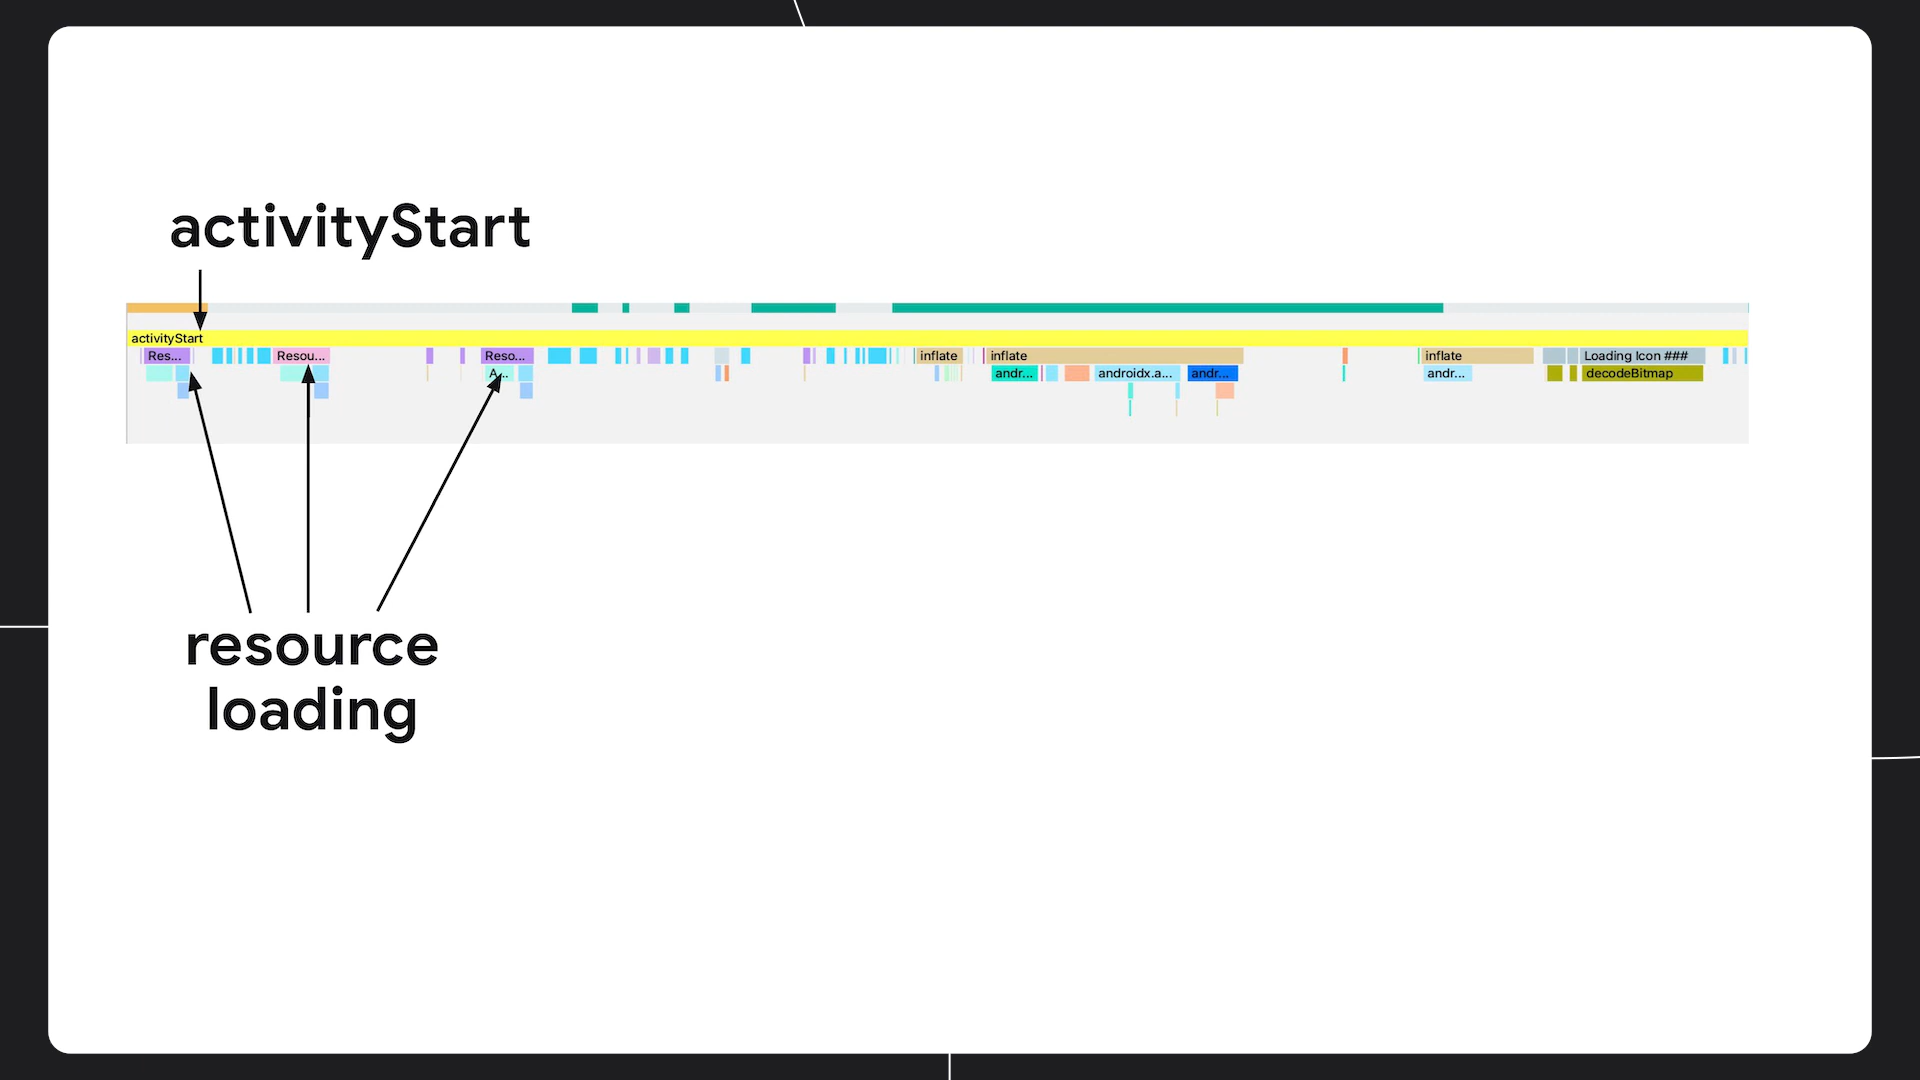 activityStart
activityStart
Res... Resou... Reso... inflate inflate inflate Loading Icon ###
A... andr... androidx.a... andr... andr... decodeBitmap
resource
loading